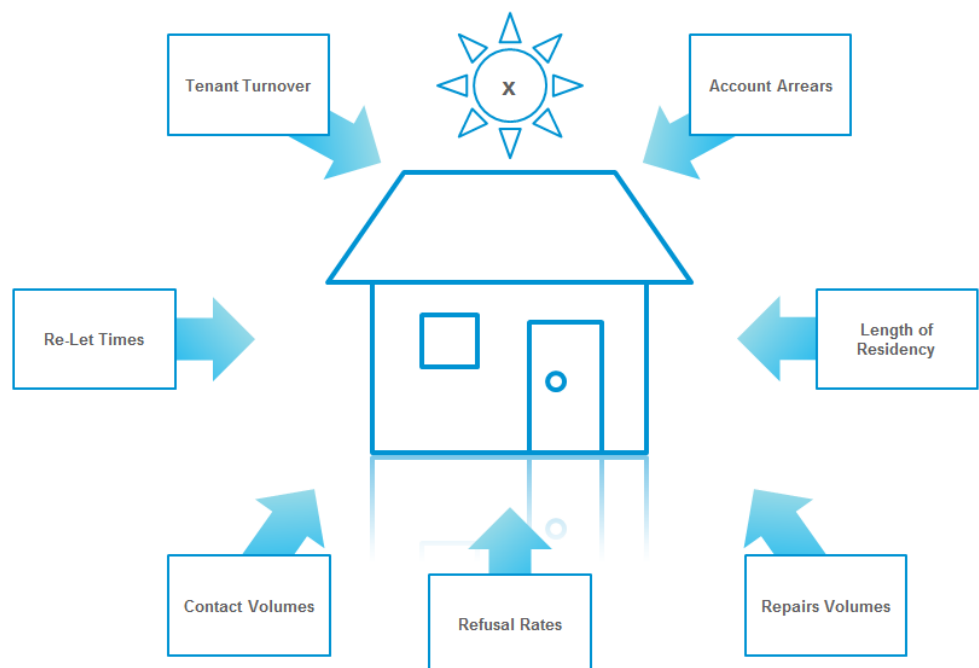 Tenant Turnover
x
Account Arrears
Re-Let Times
Length of
Residency
Contact Volumes
Refusal Rates
Repairs Volumes